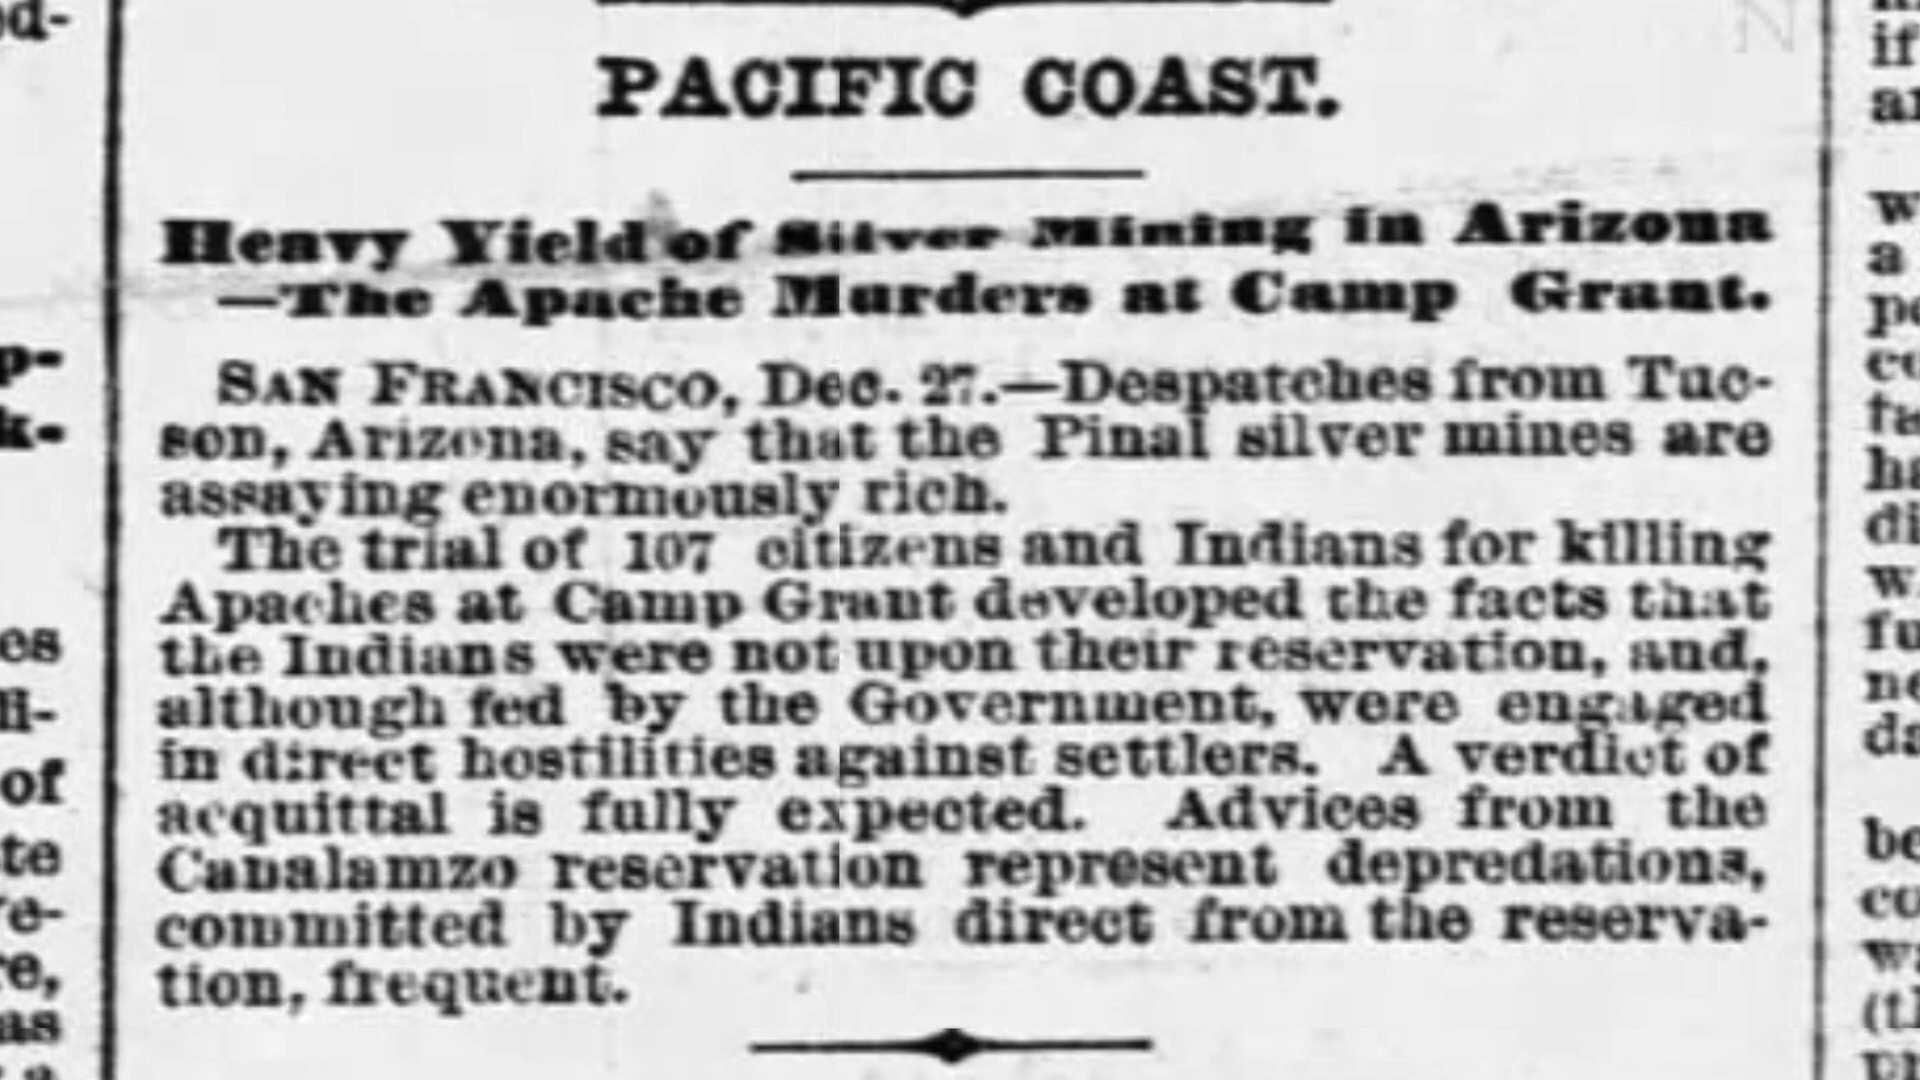 PACIFIC COAST.
Heavy Yield of Silver Mining in Arizona
—The Apache Murders at Camp Grant.
SAN FRANCISCO, Dec. 27.—Despatches from Tuc-
son, Arizona, say that the Pinal silver mines are
assaying enormously rich.
The trial of 107 citizens and Indians for killing
Apaches at Camp Grant developed the facts that
the Indians were not upon their reservation, and,
although fed by the Government, were engaged
in direct hostilities against settlers. A verdict of
acquittal is fully expected. Advices from the
Canalamzo reservation represent depredations,
committed by Indians direct from the reserva-
tion, frequent.